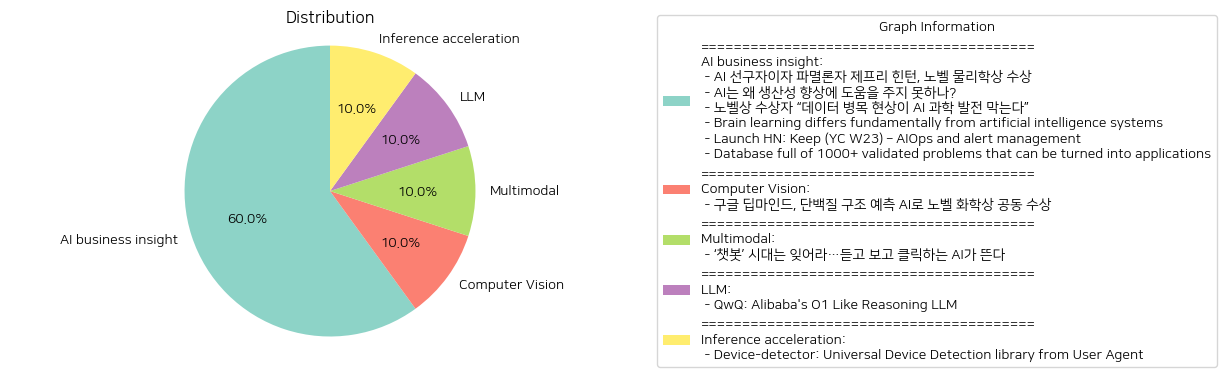 Distribution
Inference acceleration
10.0%
LLM
10.0%
Multimodal
10.0%
60.0%
AI business insight
10.0%
Computer Vision
Graph Information
========================================
AI business insight:
- AI 선구자이자 파멸론자 제프리 힌턴, 노벨 물리학상 수상
- AI는 왜 생산성 향상에 도움을 주지 못하나?
- 노벨상 수상자 “데이터 병목 현상이 AI 과학 발전 막는다”
- Brain learning differs fundamentally from artificial intelligence systems
- Launch HN: Keep (YC W23) – AIOps and alert management
- Database full of 1000+ validated problems that can be turned into applications
========================================
Computer Vision:
- 구글 딥마인드, 단백질 구조 예측 AI로 노벨 화학상 공동 수상
========================================
Multimodal:
- ‘챗봇’ 시대는 잊어라…듣고 보고 클릭하는 AI가 뜬다
========================================
LLM:
- QwQ: Alibaba's O1 Like Reasoning LLM
========================================
Inference acceleration:
- Device-detector: Universal Device Detection library from User Agent